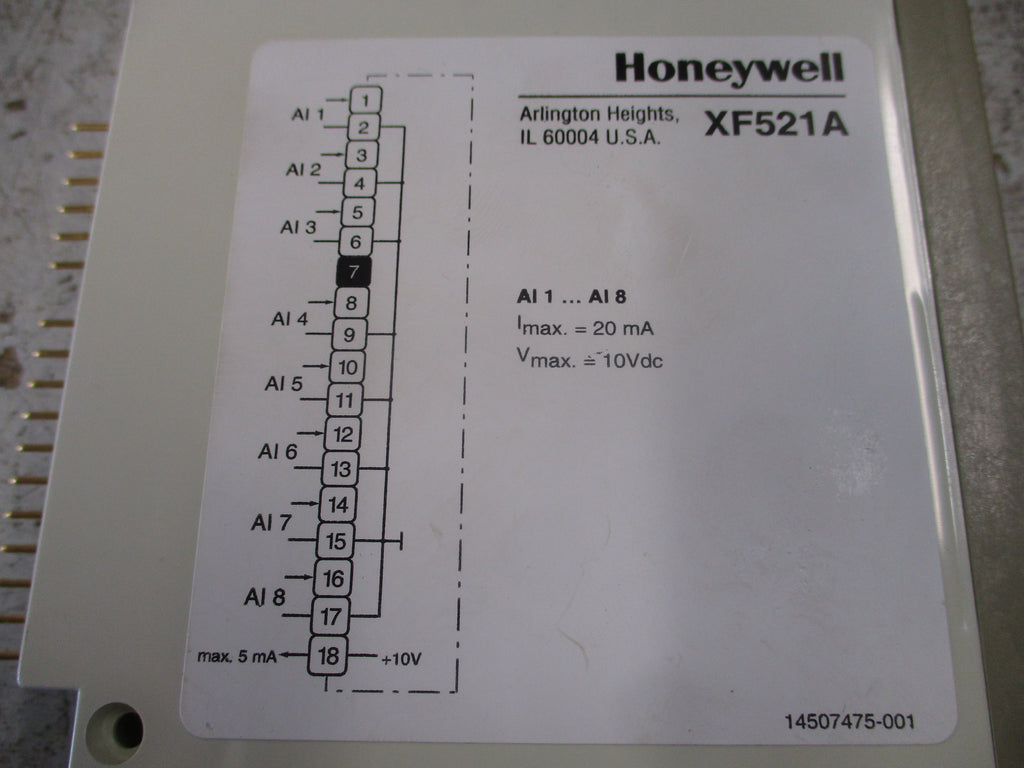 Honeywell
Arlington Heights,
IL 60004 U.S.A.
XF521A
AI 1
1
2
AI 2
3
4
AI 3
5
6
7
AI 4
8
9
AI 5
10
11
AI 6
12
13
AI 7
14
15
AI 8
16
17
max. 5 mA
18
+10V
AI 1 ... AI 8
Imax. = 20 mA
Vmax. = 10Vdc
14507475-001